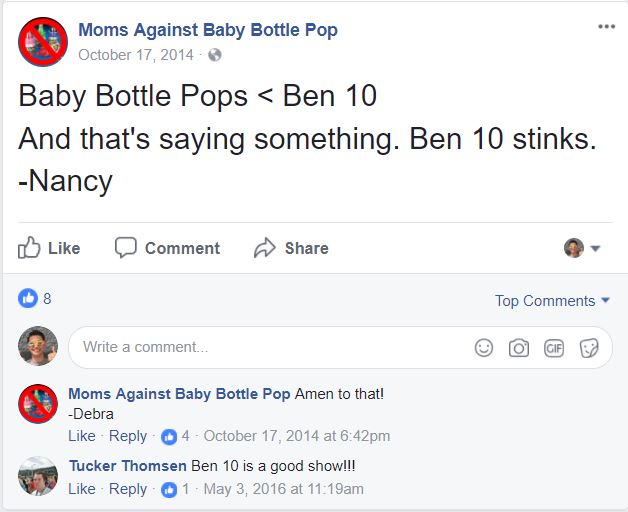 Moms Against Baby Bottle Pop
October 17, 2014 ·
Baby Bottle Pops < Ben 10
And that's saying something. Ben 10 stinks.
-Nancy
Like Comment Share
8 Top Comments
Write a comment... GIF
Moms Against Baby Bottle Pop Amen to that!
-Debra
Like · Reply · 4 · October 17, 2014 at 6:42pm
Tucker Thomsen Ben 10 is a good show!!!
Like · Reply · 1 · May 3, 2016 at 11:19am